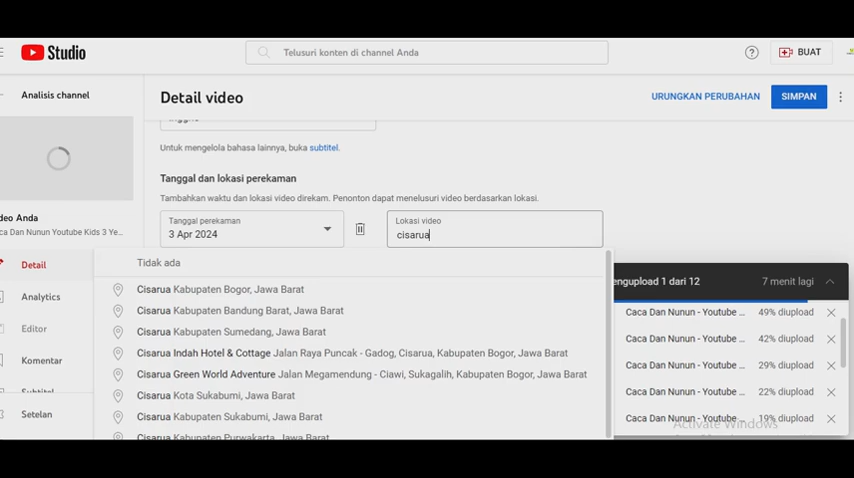 Studio
Telusuri konten di channel Anda
BUAT
Analisis channel
Detail video
URUNGKAN PERUBAHAN
SIMPAN
Untuk mengelola bahasa lainnya, buka subtitel.
Tanggal dan lokasi perekaman
Tambahkan waktu dan lokasi video direkam. Penonton dapat menelusuri video berdasarkan lokasi.
Tanggal perekaman
3 Apr 2024
Lokasi video
cisarua
deo Anda
Ca Dan Nunun Youtube Kids 3 Ye...
Detail
Analytics
Editor
Komentar
Subtitel
Setelan
Tidak ada
Cisarua Kabupaten Bogor, Jawa Barat
Cisarua Kabupaten Bandung Barat, Jawa Barat
Cisarua Kabupaten Sumedang, Jawa Barat
Cisarua Indah Hotel & Cottage Jalan Raya Puncak - Gadog, Cisarua, Kabupaten Bogor, Jawa Barat
Cisarua Green World Adventure Jalan Megamendung - Ciawi, Sukagalih, Kabupaten Bogor, Jawa Barat
Cisarua Kota Sukabumi, Jawa Barat
Cisarua Kabupaten Sukabumi, Jawa Barat
Cisarua Kabupaten Purwakarta, Jawa Barat
engupload 1 dari 12
7 menit lagi
Caca Dan Nunun - Youtube ... 49% diupload
Caca Dan Nunun - Youtube ... 42% diupload
Caca Dan Nunun - Youtube ... 29% diupload
Caca Dan Nunun - Youtube ... 22% diupload
Caca Dan Nunun - Youtube ... 19% diupload
Activate Windows